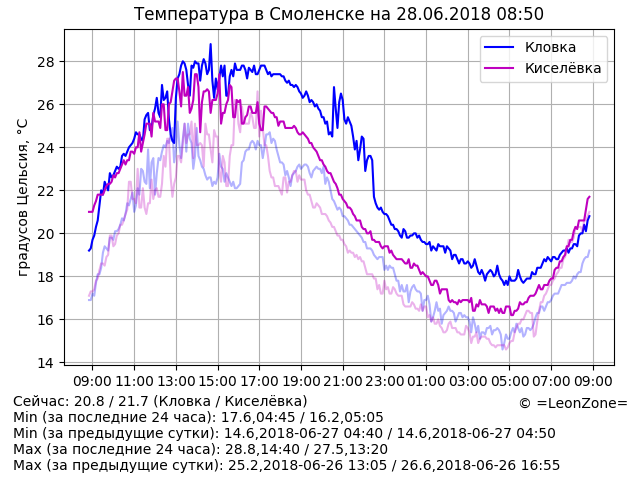 Температура в Смоленске на 28.06.2018 08:50
Кловка
Киселёвка
градусов Цельсия, °C
28
26
24
22
20
18
16
14
09:00 11:00 13:00 15:00 17:00 19:00 21:00 23:00 01:00 03:00 05:00 07:00 09:00
Сейчас: 20.8 / 21.7 (Кловка / Киселёвка)
© =LeonZone=
Min (за последние 24 часа): 17.6,04:45 / 16.2,05:05
Min (за предыдущие сутки): 14.6,2018-06-27 04:40 / 14.6,2018-06-27 04:50
Max (за последние 24 часа): 28.8,14:40 / 27.5,13:20
Max (за предыдущие сутки): 25.2,2018-06-26 13:05 / 26.6,2018-06-26 16:55